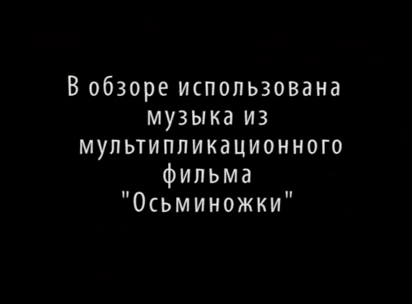 В обзоре использована
музыка из
мультипликационного
фильма
"Осьминожки"